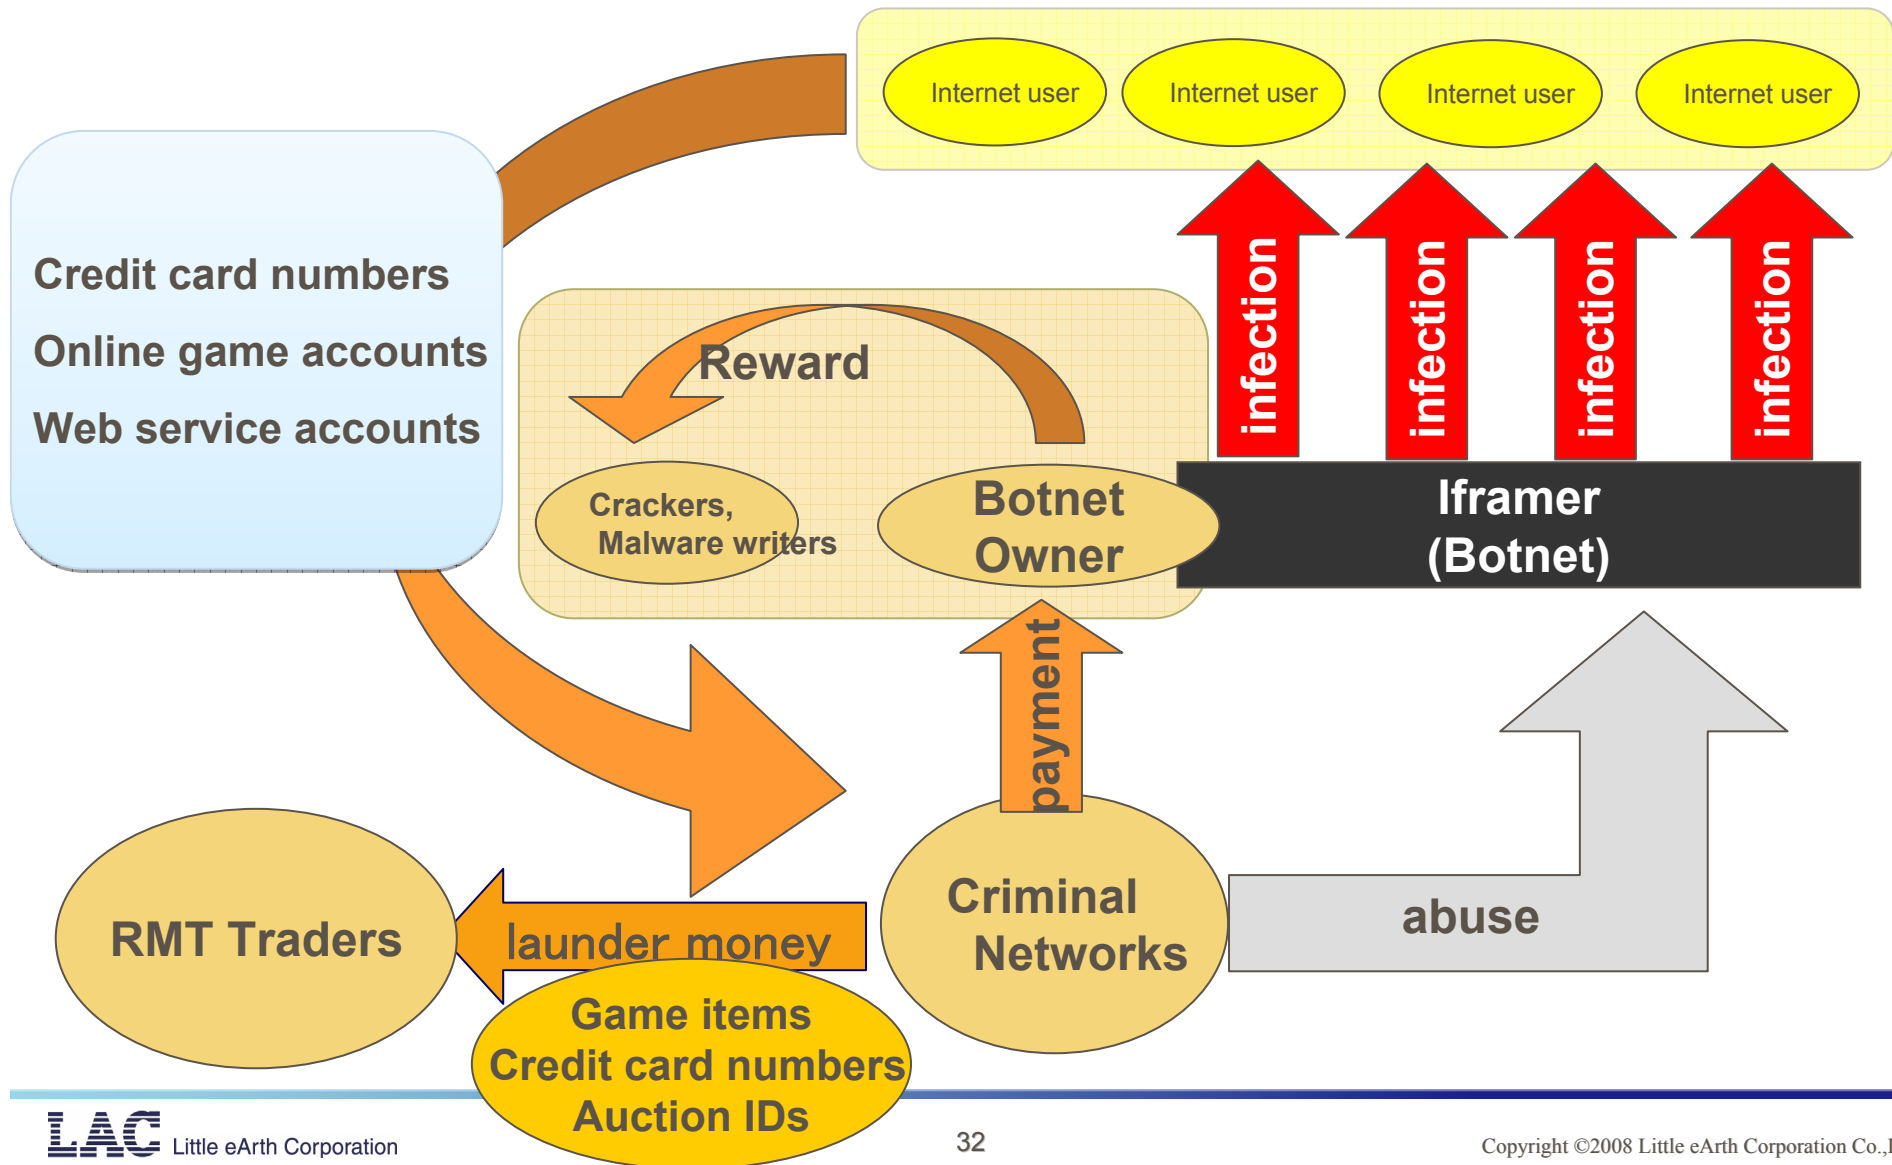 Internet user
Internet user
Internet user
Internet user
Credit card numbers
Online game accounts
Web service accounts
infection
infection
infection
infection
Reward
Crackers,
Malware writers
Botnet
Owner
Iframer
(Botnet)
payment
RMT Traders
launder money
Criminal
Networks
abuse
Game items
Credit card numbers
Auction IDs
LAC Little eArth Corporation
32
Copyright ©2008 Little eArth Corporation Co.,